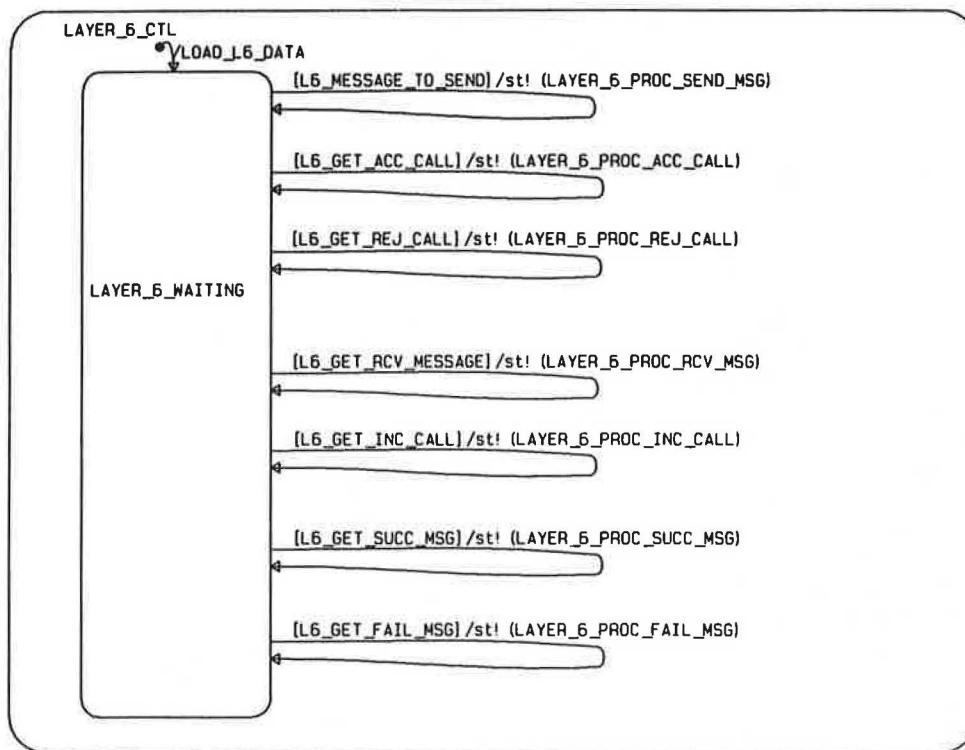 LAYER_6_CTL
/LOAD_L6_DATA
[L6_MESSAGE_TO_SEND]/st! (LAYER_6_PROC_SEND_MSG)
[L6_GET_ACC_CALL]/st! (LAYER_6_PROC_ACC_CALL)
[L6_GET_REJ_CALL]/st! (LAYER_6_PROC_REJ_CALL)
LAYER_6_WAITING
[L6_GET_RCV_MESSAGE]/st! (LAYER_6_PROC_RCV_MSG)
[L6_GET_INC_CALL]/st! (LAYER_6_PROC_INC_CALL)
[L6_GET_SUCC_MSG]/st! (LAYER_6_PROC_SUCC_MSG)
[L6_GET_FAIL_MSG]/st! (LAYER_6_PROC_FAIL_MSG)